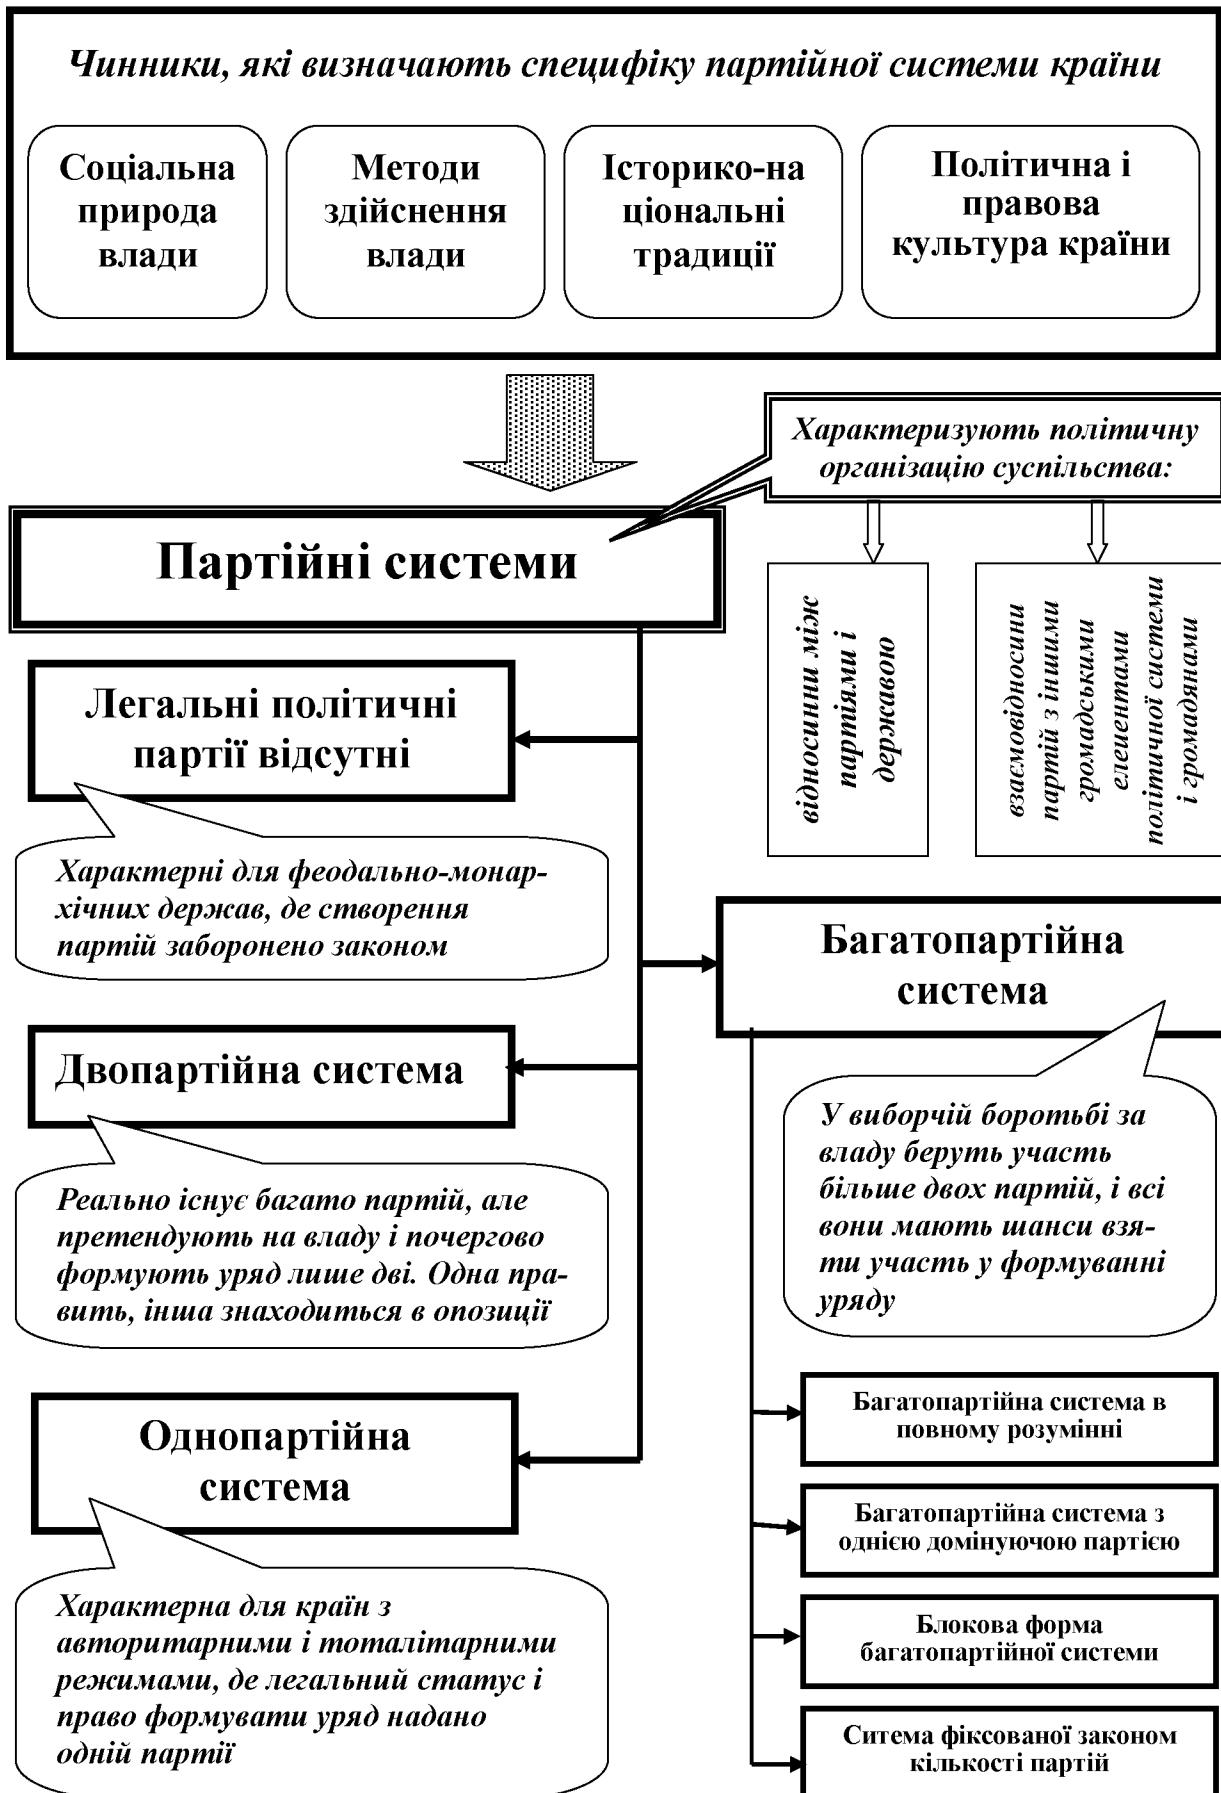 Чинники, які визначають специфіку партійної системи країни
Соціальна
природа
влади
Методи
здійснення
влади
Історико-на
ціональні
традиції
Політична і
правова
культура країни
Характеризують політичну
організацію суспільства:
Партійні системи
відносинни між
партіями і
державою
взаємовідносини
партій з іншими
громадськими
елеиентами
політичної системи
і громадянами
Легальні політичні
партії відсутні
Характерні для феодально-монар-
хічних держав, де створення
партій заборонено законом
Багатопартійна
система
Двопартійна система
У виборчій боротьбі за
владу беруть участь
більше двох партій, і всі
вони мають шанси взя-
ти участь у формуванні
уряду
Реально існує багато партій, але
претендують на владу і почергово
формують уряд лише дві. Одна пра-
вить, інша знаходиться в опозиції
Однопартійна
система
Характерна для країн з
авторитарними і тоталітарними
режимами, де легальний статус і
право формувати уряд надано
одній партії
Багатопартійна система в
повному розумінні
Багатопартійна система з
однією домінуючою партією
Блокова форма
багатопартійної системи
Ситема фіксованої законом
кількості партій